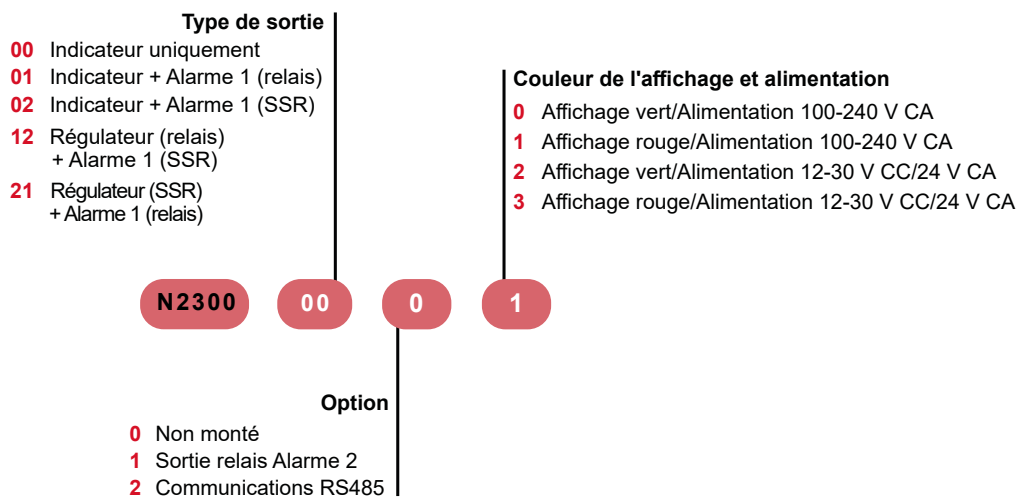 Type de sortie
00 Indicateur uniquement
01 Indicateur + Alarme 1 (relais)
02 Indicateur + Alarme 1 (SSR)
12 Régulateur (relais)
+ Alarme 1 (SSR)
21 Régulateur (SSR)
+ Alarme 1 (relais)
Couleur de l'affichage et alimentation
0 Affichage vert/Alimentation 100-240 V CA
1 Affichage rouge/Alimentation 100-240 V CA
2 Affichage vert/Alimentation 12-30 V CC/24 V CA
3 Affichage rouge/Alimentation 12-30 V CC/24 V CA
N2300 00 0 1
Option
0 Non monté
1 Sortie relais Alarme 2
2 Communications RS485